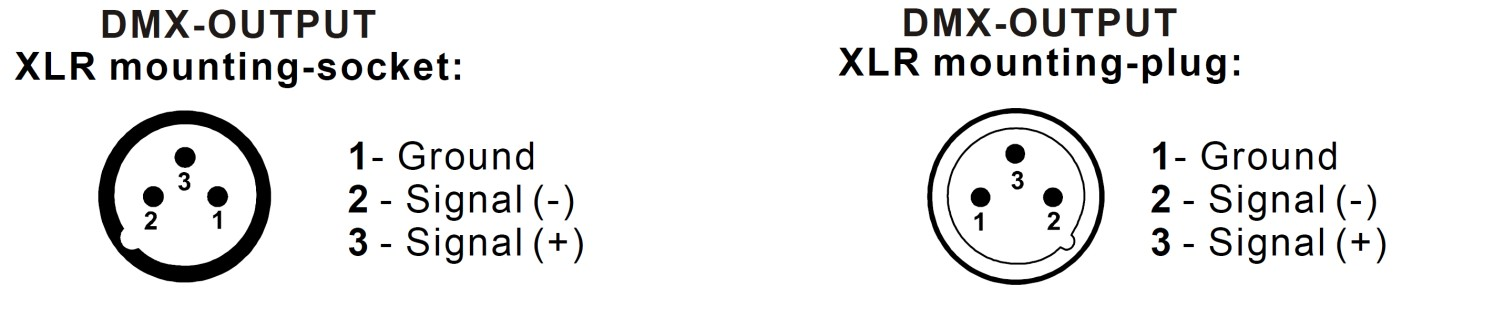 DMX-OUTPUT
XLR mounting-socket:
3
2 1
1- Ground
2 - Signal (-)
3 - Signal (+)
DMX-OUTPUT
XLR mounting-plug:
3
1 2
1- Ground
2 - Signal (-)
3 - Signal (+)